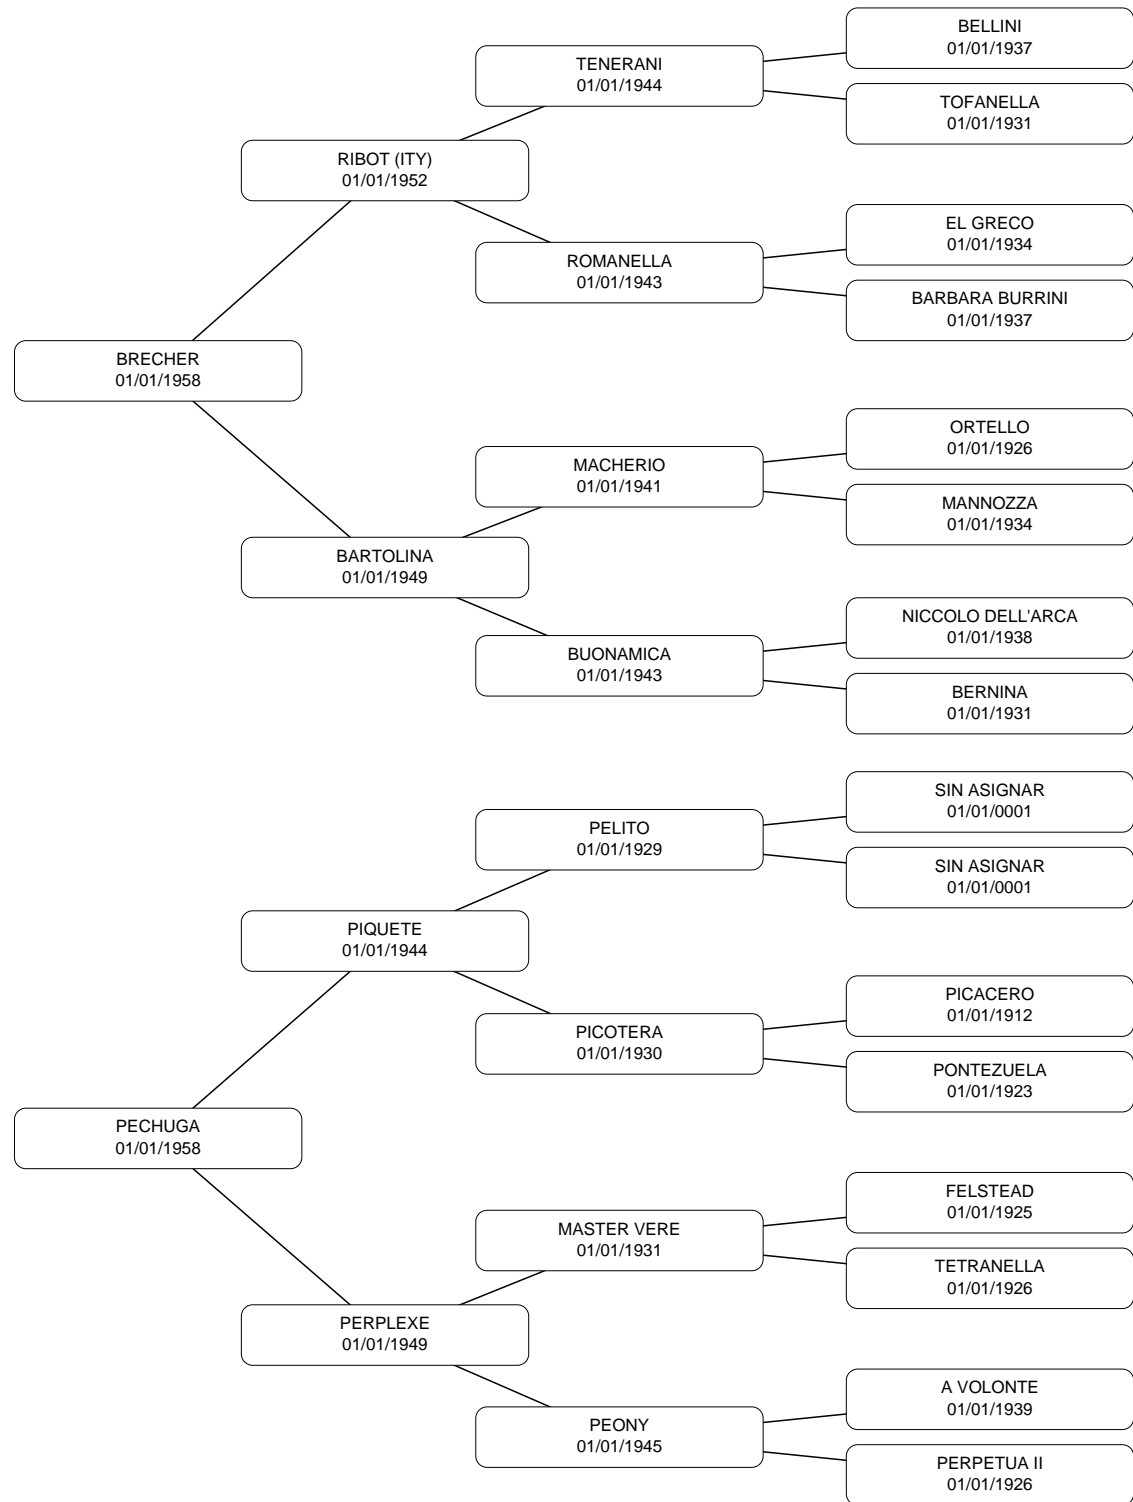 BELLINI
01/01/1937
TENERANI
01/01/1944
TOFANELLA
01/01/1931
RIBOT (ITY)
01/01/1952
EL GRECO
01/01/1934
ROMANELLA
01/01/1943
BARBARA BURRINI
01/01/1937
BRECHER
01/01/1958
ORTELLO
01/01/1926
MACHERIO
01/01/1941
MANNOZZA
01/01/1934
BARTOLINA
01/01/1949
NICCOLO DELL'ARCA
01/01/1938
BUONAMICA
01/01/1943
BERNINA
01/01/1931
SIN ASIGNAR
01/01/0001
PELITO
01/01/1929
SIN ASIGNAR
01/01/0001
PIQUETE
01/01/1944
PICACERO
01/01/1912
PICOTERA
01/01/1930
PONTEZUELA
01/01/1923
PECHUGA
01/01/1958
FELSTEAD
01/01/1925
MASTER VERE
01/01/1931
TETRANELLA
01/01/1926
PERPLEXE
01/01/1949
A VOLONTE
01/01/1939
PEONY
01/01/1945
PERPETUA II
01/01/1926